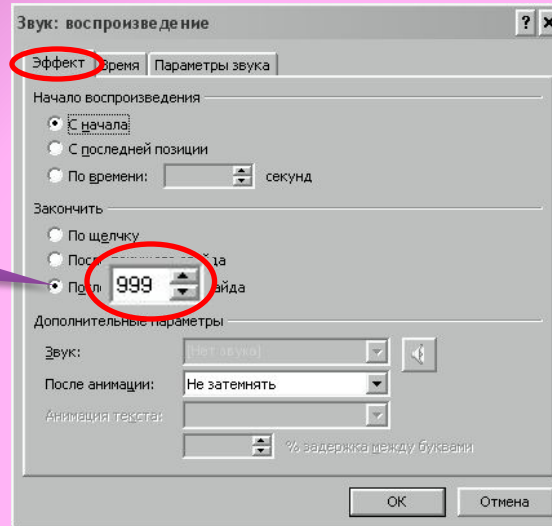 Звук: воспроизведение
Эффект Время Параметры звука
Начало воспроизведения
С начала
С последней позиции
По времени: секунд
Закончить
По щелчку
После
После 999
Дополнительные параметры
Звук: [Нет звука]
После анимации: Не затемнять
Анимация текста:
% задержка между буквами
ОК Отмена